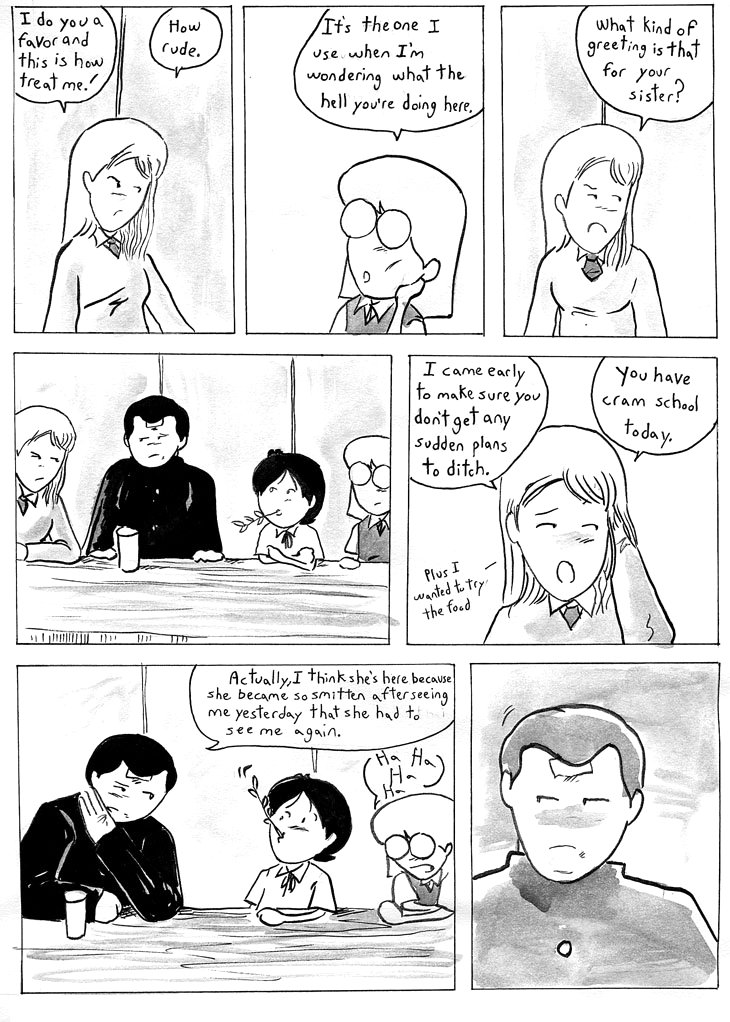 What kind of
greeting is that
for your
sister?
It's the one I
use when I'm
wondering what the
hell you're doing here.
How
rude.
I do you a
favor and
this is how
treat me!
You have
cram school
today.
I came early
to make sure you
don't get any
sudden plans
to ditch.
Plus I
wanted to try
the food
Actually, I think she's here because
she became so smitten after seeing
me yesterday that she had to
see me again.
Ha Ha
Ha
Ha